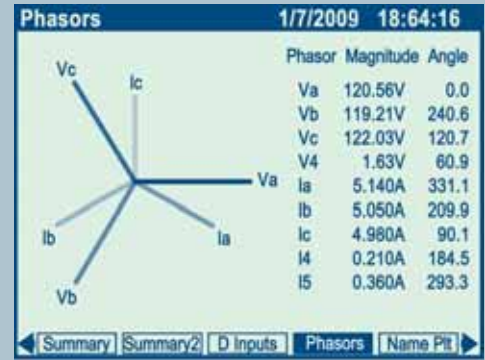 Phasors 1/7/2009 18:64:16
Phasor Magnitude Angle
Va 120.56V 0.0
Vb 119.21V 240.6
Vc 122.03V 120.7
V4 1.63V 60.9
Ia 5.140A 331.1
Ib 5.050A 209.9
Ic 4.980A 90.1
I4 0.210A 184.5
I5 0.360A 293.3
Vc
Ic
Va
Ib
Ia
Vb
Summary Summary2 D Inputs Phasors Name Plt